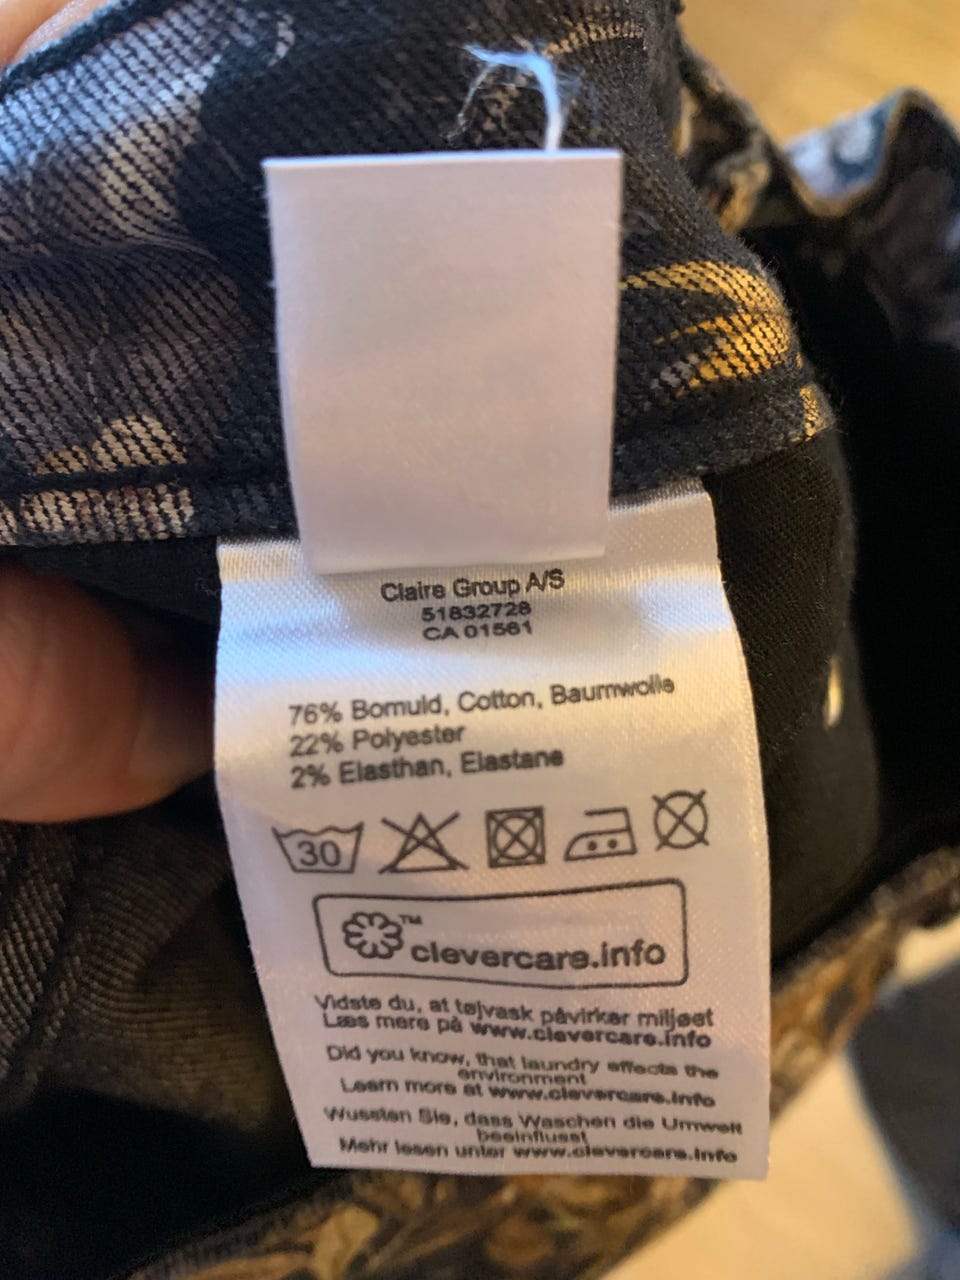 Claire Group A/S
51832728
CA 01561
76% Bomuld, Cotton, Baumwolle
22% Polyester
2% Elasthan, Elastane
30
™
clevercare.info
Vidste du, at tøjvask påvirker miljøet
Læs mere på www.clevercare.info
Did you know, that laundry effects the
environment
Learn more at www.clevercare.info
Wussten Sie, dass Waschen die Umwelt
beeinflusst
Mehr lesen unter www.clevercare.info